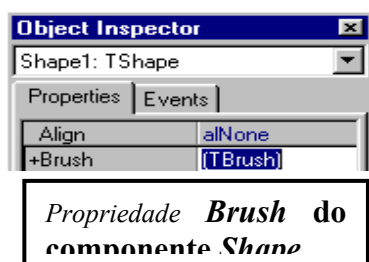 Object Inspector
Shape1: TShape
Properties Events
Align alNone
+Brush (TBrush)
Propriedade Brush do
componente Shape